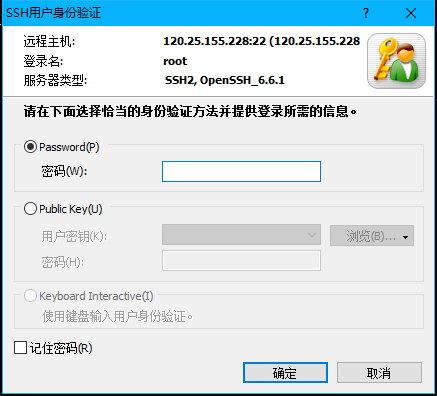 SSH用户身份验证
远程主机: 120.25.155.228:22 (120.25.155.228
登录名: root
服务器类型: SSH2, OpenSSH_6.6.1
请在下面选择恰当的身份验证方法并提供登录所需的信息。
Password(P)
密码(W):
Public Key(U)
用户密钥(K): 浏览(B)...
密码(H):
Keyboard Interactive(I)
使用键盘输入用户身份验证。
记住密码(R)
确定 取消